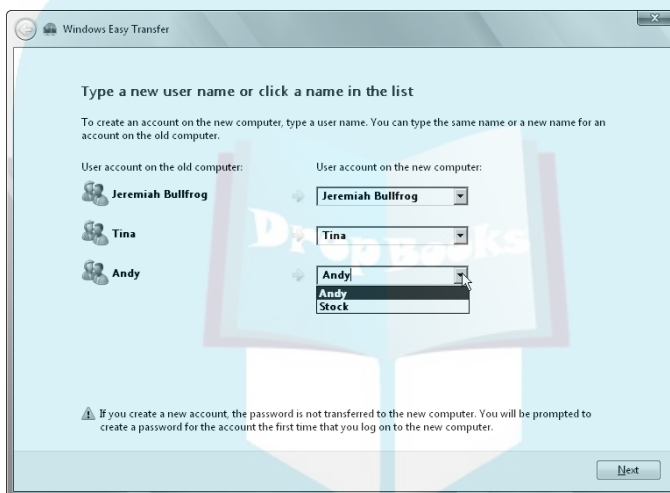 Windows Easy Transfer
X
Type a new user name or click a name in the list
To create an account on the new computer, type a user name. You can type the same name or a new name for an
account on the old computer.
User account on the old computer: User account on the new computer:
Jeremiah Bullfrog Jeremiah Bullfrog
Tina Tina
Andy Andy
Andy
Stock
DropBooks
If you create a new account, the password is not transferred to the new computer. You will be prompted to
create a password for the account the first time that you log on to the new computer.
Next